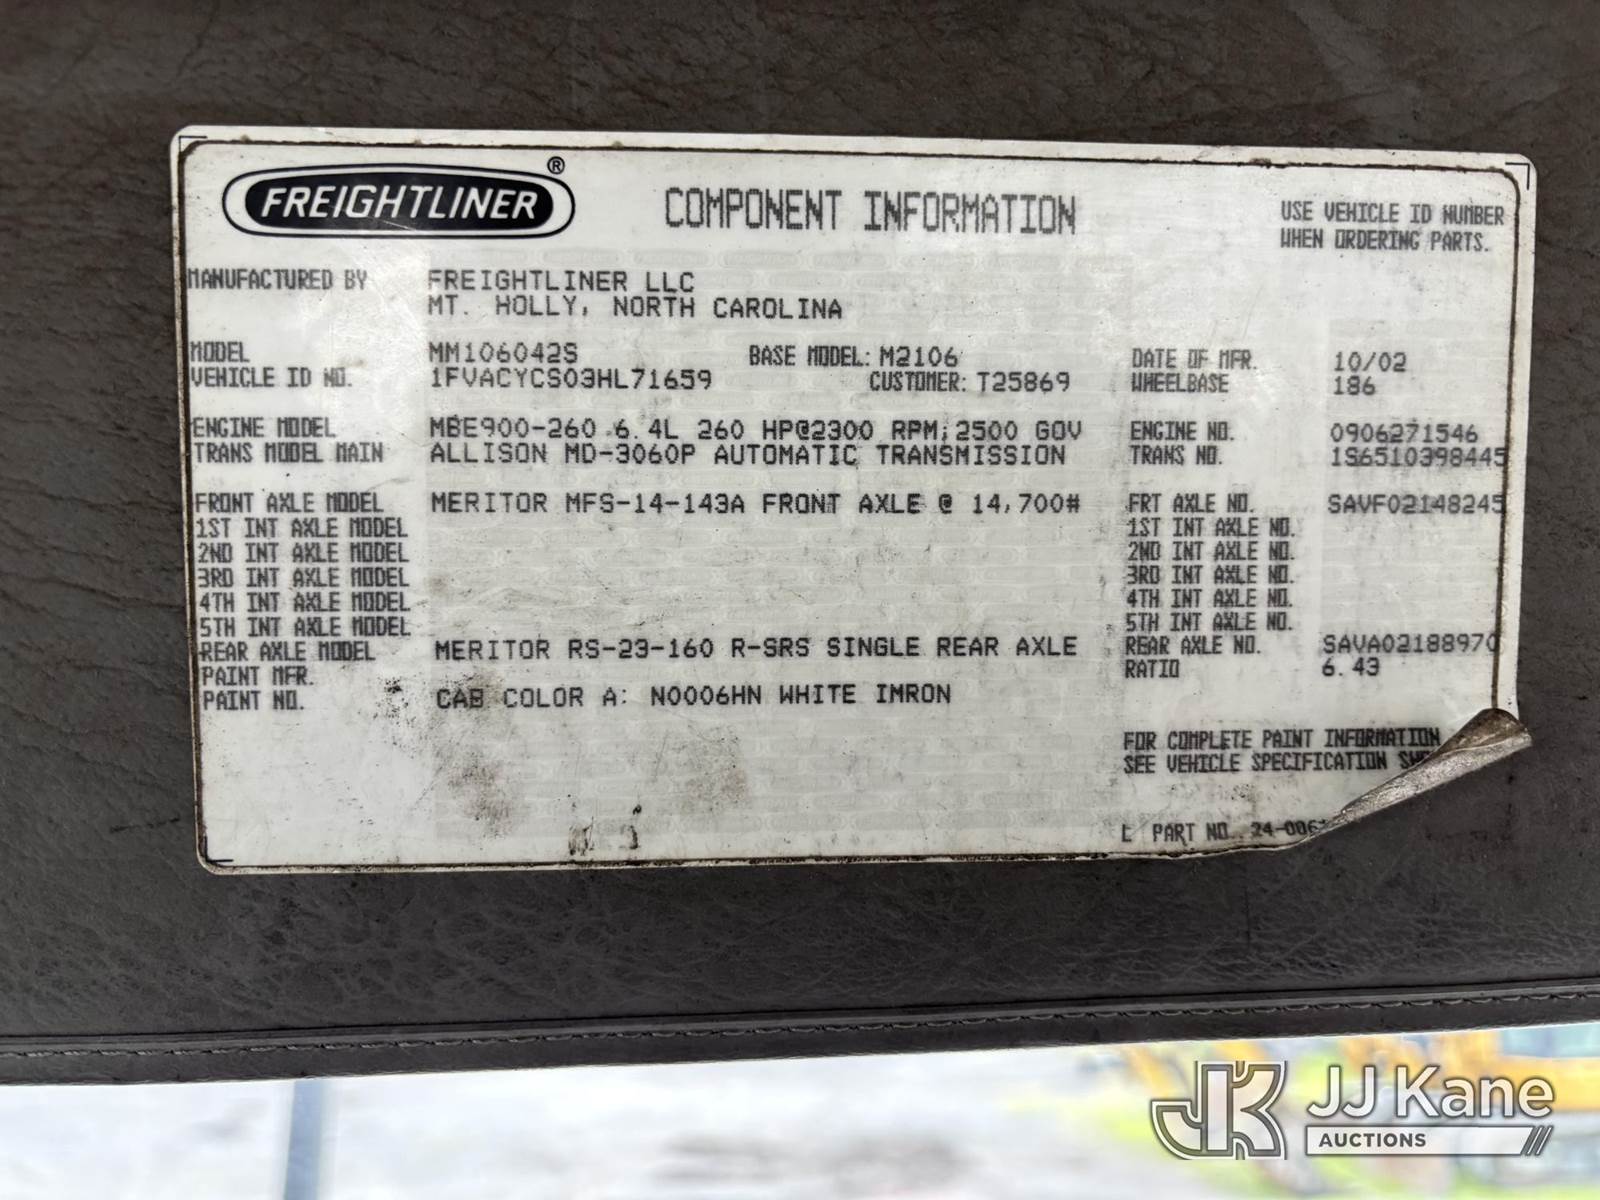 FREIGHTLINER®
COMPONENT INFORMATION
USE VEHICLE ID NUMBER
WHEN ORDERING PARTS.
MANUFACTURED BY FREIGHTLINER LLC
MT. HOLLY, NORTH CAROLINA
MODEL MM106042S BASE MODEL: M2106 DATE OF MFR. 10/02
VEHICLE ID NO. 1FVACYCS03HL71659 CUSTOMER: T25869 WHEELBASE 186
ENGINE MODEL MBE900-260 6.4L 260 HP@2300 RPM, 2500 GOV ENGINE NO. 0906271546
TRANS MODEL MAIN ALLISON MD-3060P AUTOMATIC TRANSMISSION TRANS NO. 1S6510398445
FRONT AXLE MODEL MERITOR MFS-14-143A FRONT AXLE @ 14,700# FRT AXLE NO. SAVF02148245
1ST INT AXLE MODEL 1ST INT AXLE NO.
2ND INT AXLE MODEL 2ND INT AXLE NO.
3RD INT AXLE MODEL 3RD INT AXLE NO.
4TH INT AXLE MODEL 4TH INT AXLE NO.
5TH INT AXLE MODEL 5TH INT AXLE NO.
REAR AXLE MODEL MERITOR RS-23-160 R-SRS SINGLE REAR AXLE REAR AXLE NO. SAVA02188970
PAINT MFR. RATIO 6.43
PAINT NO. CAB COLOR A: N0006HN WHITE IMRON
FOR COMPLETE PAINT INFORMATION
SEE VEHICLE SPECIFICATION
PART NO.
JK JJ Kane
AUCTIONS